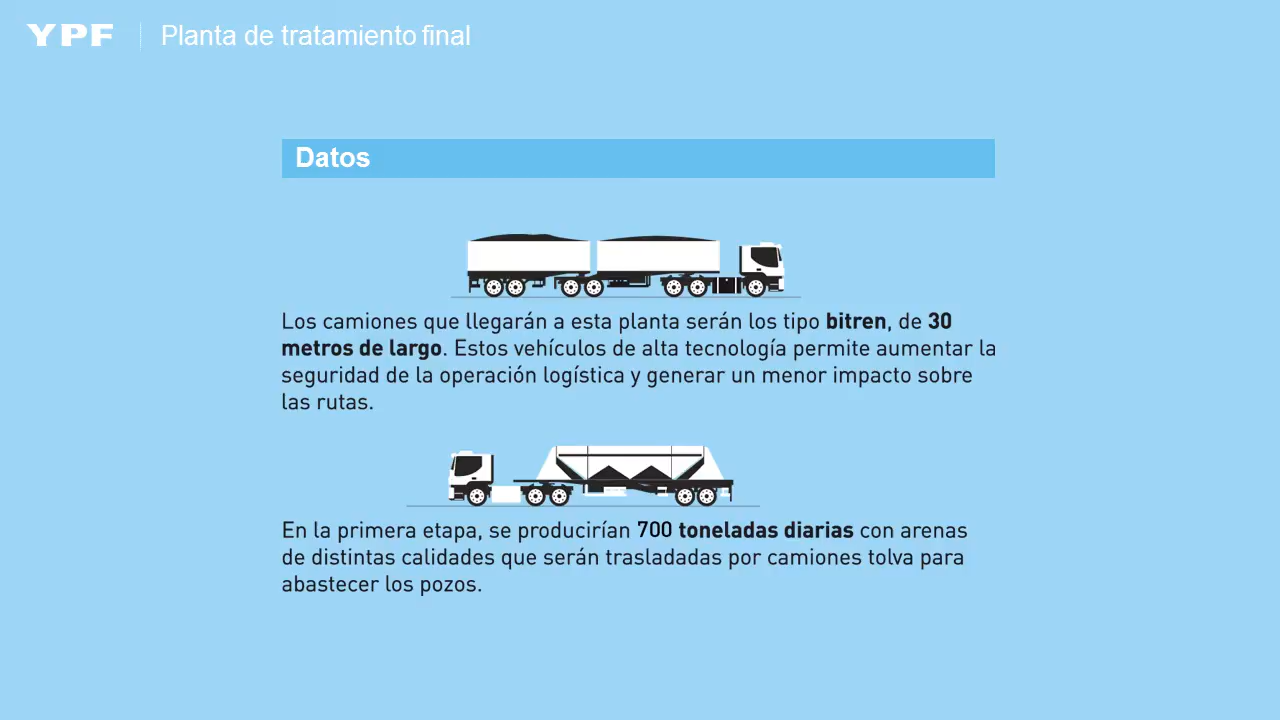 YPF
Planta de tratamiento final
Datos
Los camiones que llegarán a esta planta serán los tipo bitren, de 30
metros de largo. Estos vehículos de alta tecnología permite aumentar la
seguridad de la operación logística y generar un menor impacto sobre
las rutas.
En la primera etapa, se producirían 700 toneladas diarias con arenas
de distintas calidades que serán trasladadas por camiones tolva para
abastecer los pozos.